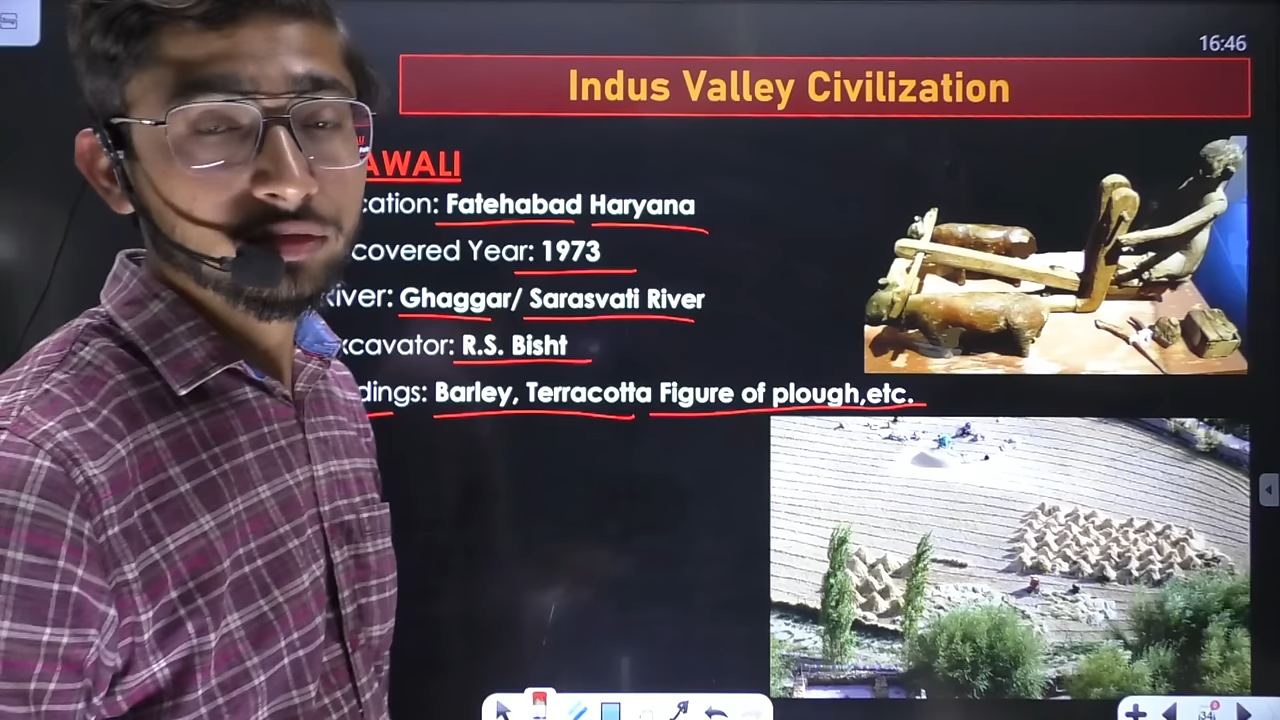 16:46
Indus Valley Civilization
AWALI
cation: Fatehabad Haryana
covered Year: 1973
River: Ghaggar/ Sarasvati River
xcavator: R.S. Bisht
dings: Barley, Terracotta Figure of plough,etc.